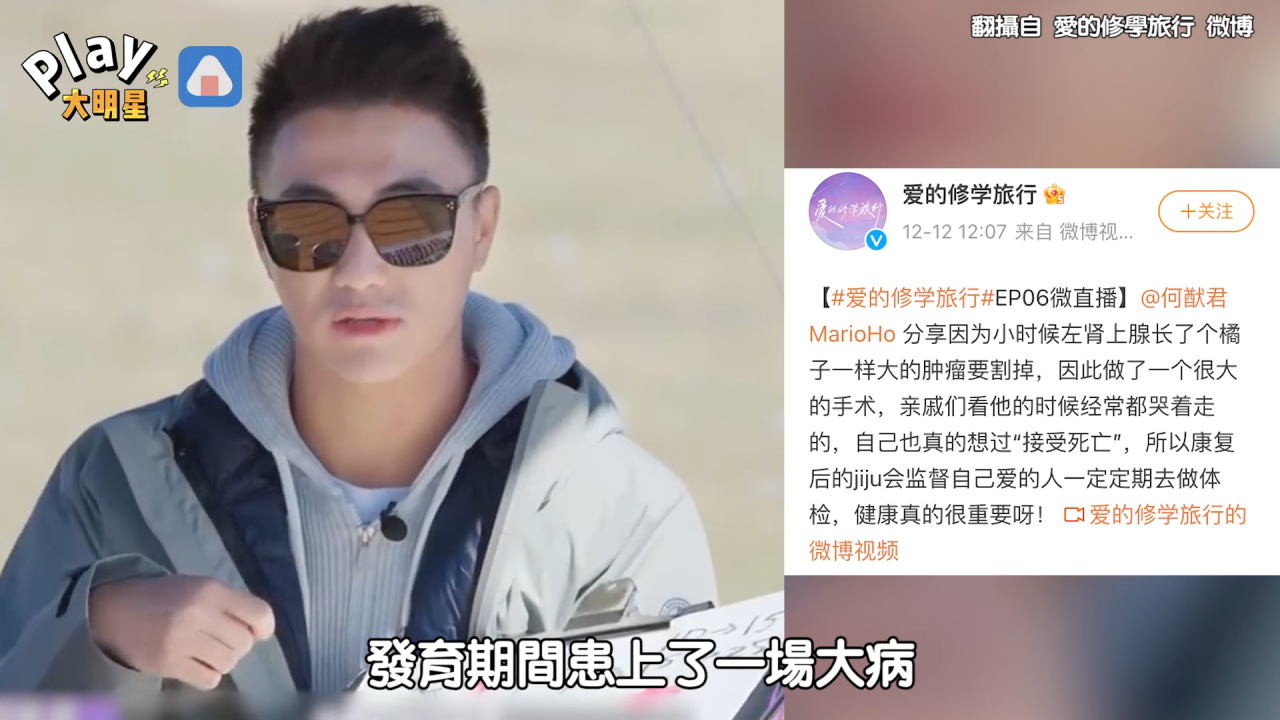 Play
大明星
翻攝自 愛的修學旅行 微博
爱的修学旅行
爱的修学旅行
12-12 12:07 来自 微博视...
+关注
【#爱的修学旅行#EP06微直播】@何猷君
MarioHo 分享因为小时候左肾上腺长了个橘
子一样大的肿瘤要割掉，因此做了一个很大
的手术，亲戚们看他的时候经常都哭着走
的，自己也真的想过“接受死亡”，所以康复
后的jiju会监督自己爱的人一定定期去做体
检，健康真的很重要呀！ 爱的修学旅行的
微博视频
發育期間患上了一場大病